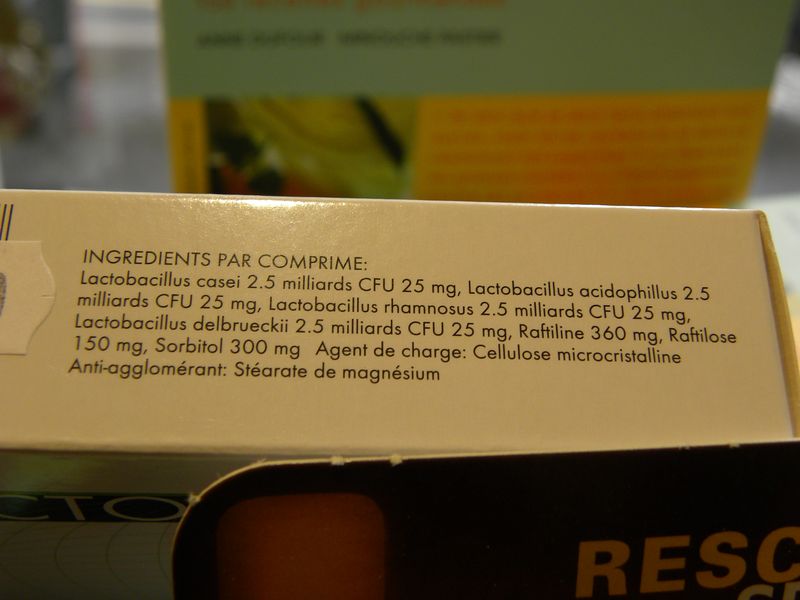 INGREDIENTS PAR COMPRIME:
Lactobacillus casei 2.5 milliards CFU 25 mg, Lactobacillus acidophillus 2.5
milliards CFU 25 mg, Lactobacillus rhamnosus 2.5 milliards CFU 25 mg,
Lactobacillus delbrueckii 2.5 milliards CFU 25 mg, Raftiline 360 mg, Raftilose
150 mg, Sorbitol 300 mg Agent de charge: Cellulose microcristalline
Anti-agglomérant: Stéarate de magnésium
CTO
RESC